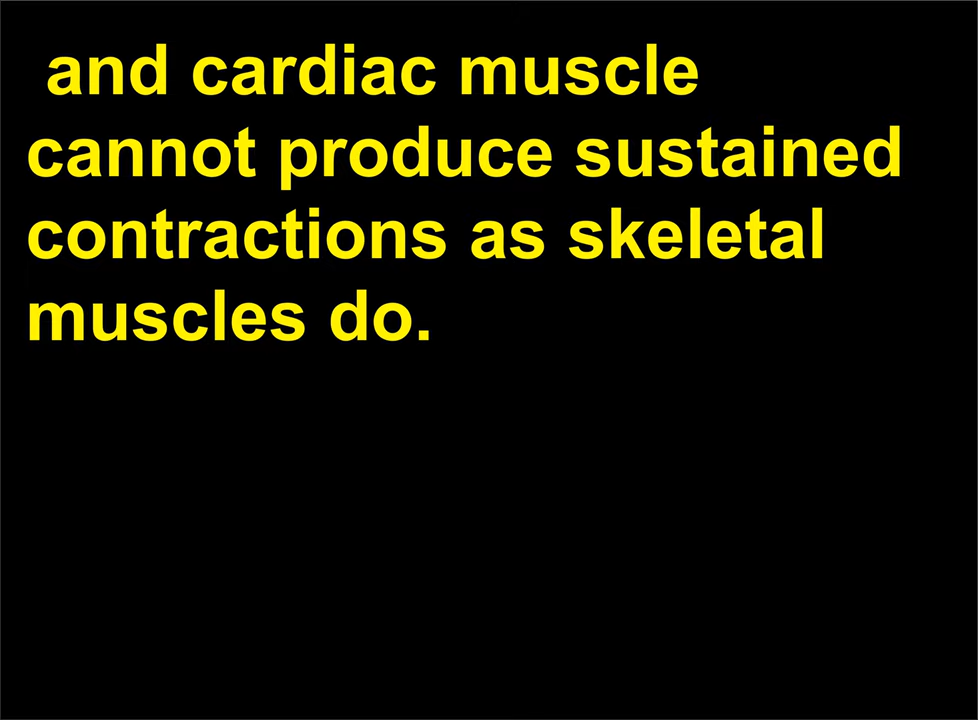 and cardiac muscle
cannot produce sustained
contractions as skeletal
muscles do.